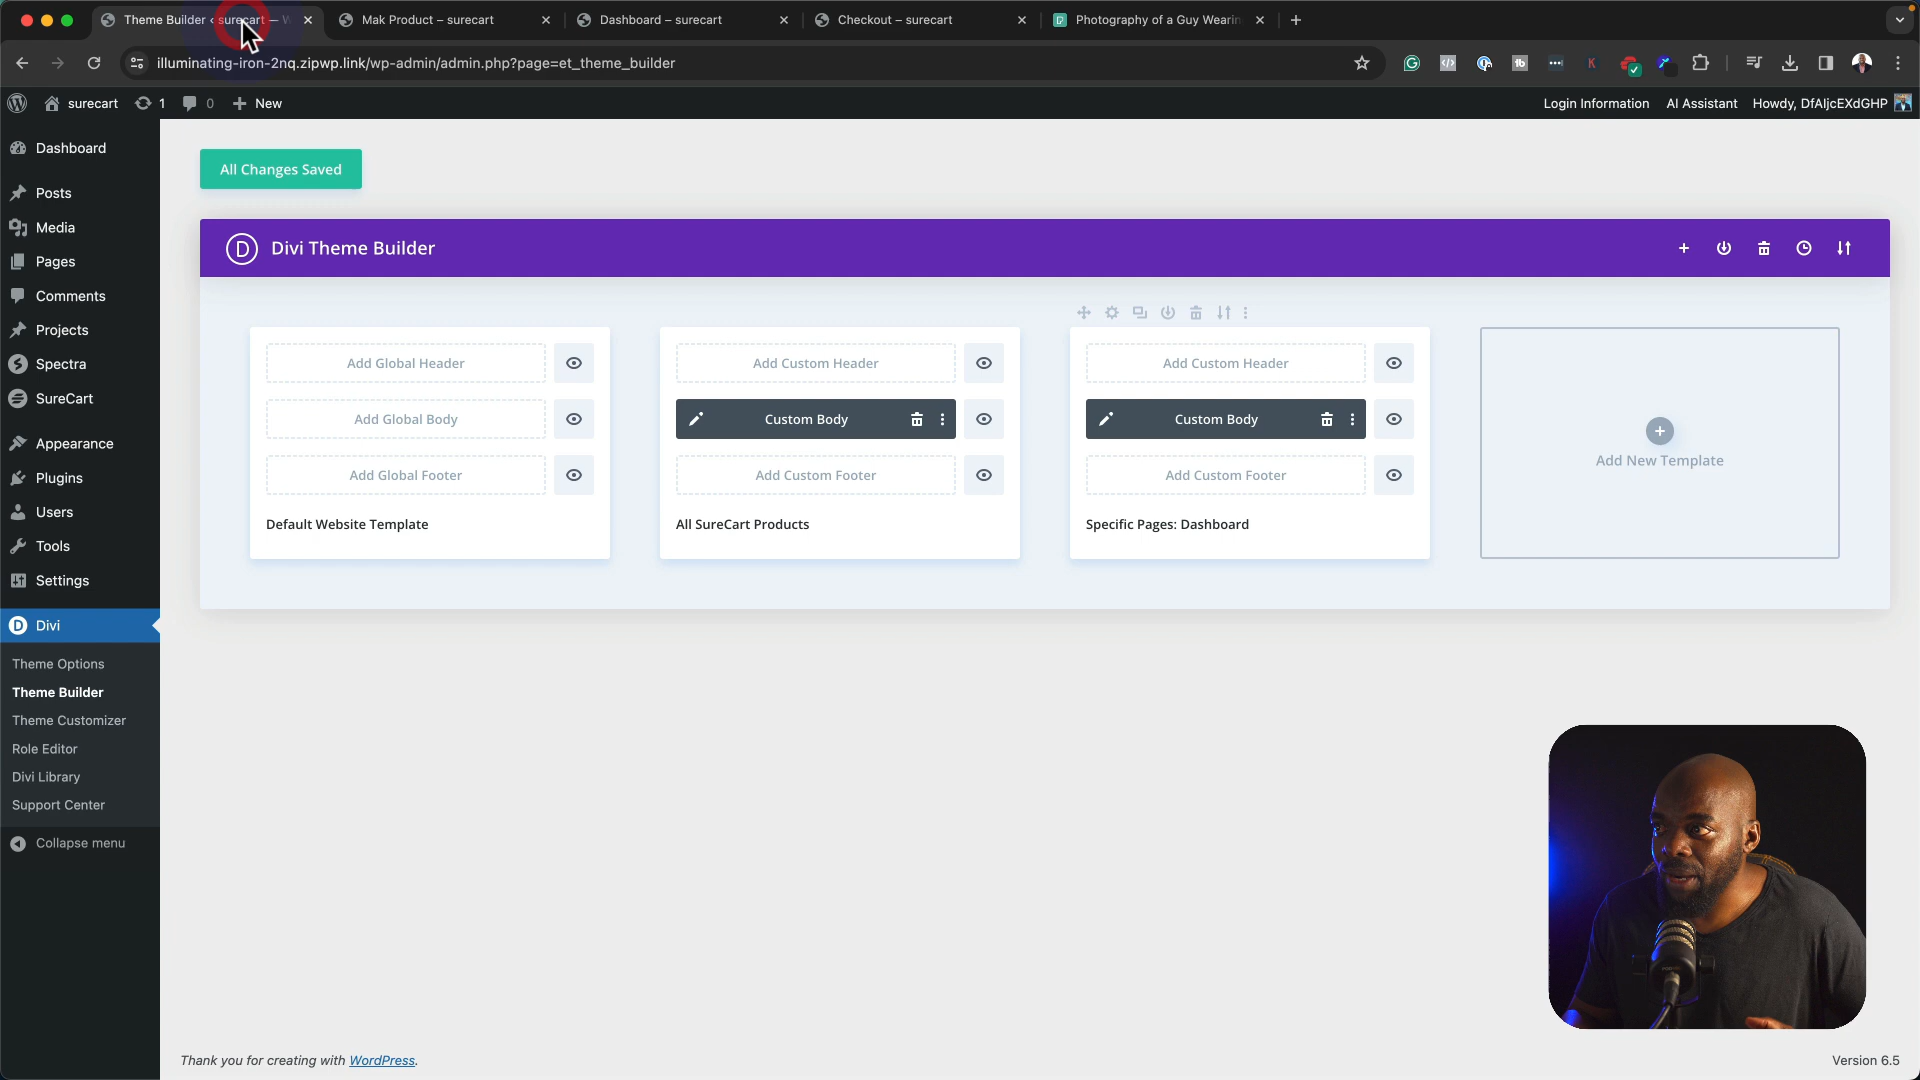 Theme Builder ‹ surecart — W
Mak Product – surecart
Dashboard – surecart
Checkout – surecart
Photography of a Guy Wearin
illuminating-iron-2nq.zipwp.link/wp-admin/admin.php?page=et_theme_builder
surecart
1
0
New
Login Information
AI Assistant
Howdy, DfAljcEXdGHP
Dashboard
Posts
Media
Pages
Comments
Projects
Spectra
SureCart
Appearance
Plugins
Users
Tools
Settings
Divi
Theme Options
Theme Builder
Theme Customizer
Role Editor
Divi Library
Support Center
Collapse menu
All Changes Saved
D
Divi Theme Builder
Add Global Header
Add Global Body
Add Global Footer
Default Website Template
Add Custom Header
Custom Body
Add Custom Footer
All SureCart Products
Add Custom Header
Custom Body
Add Custom Footer
Specific Pages: Dashboard
Add New Template
Thank you for creating with WordPress.
Version 6.5